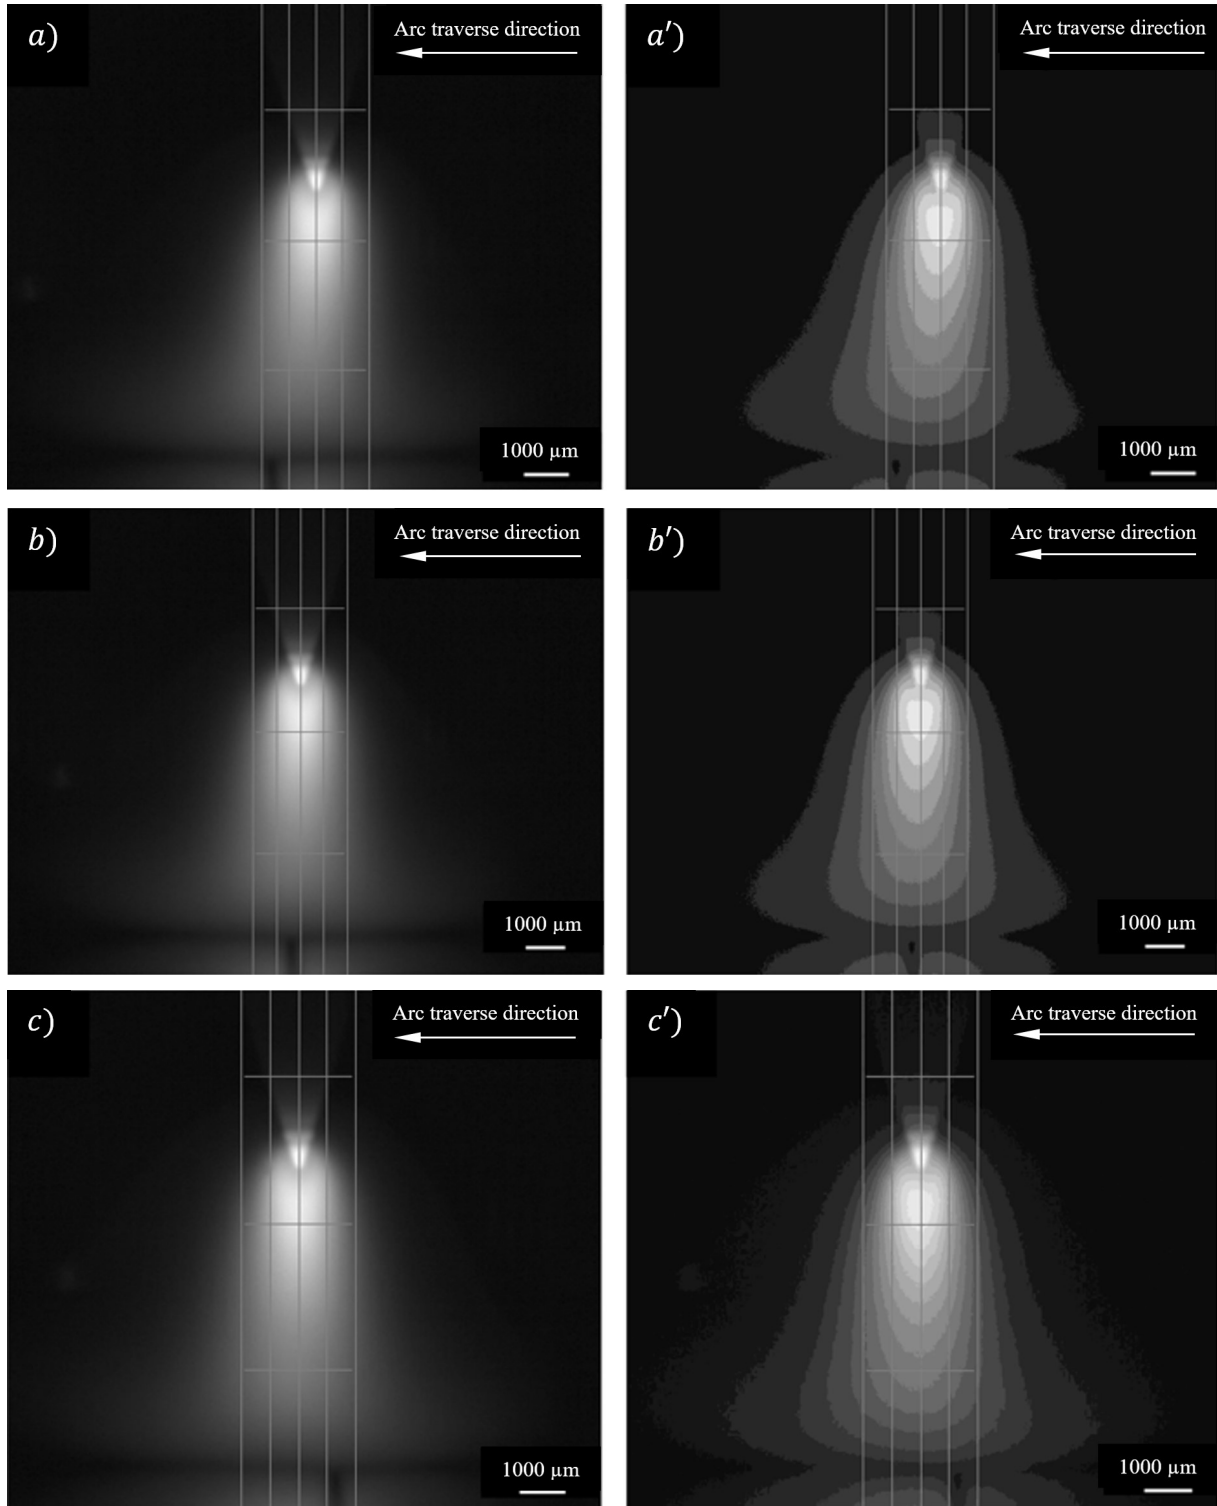 a)
Arc traverse direction
1000 µm
a′)
Arc traverse direction
1000 µm
b)
Arc traverse direction
1000 µm
b′)
Arc traverse direction
1000 µm
c)
Arc traverse direction
1000 µm
c′)
Arc traverse direction
1000 µm